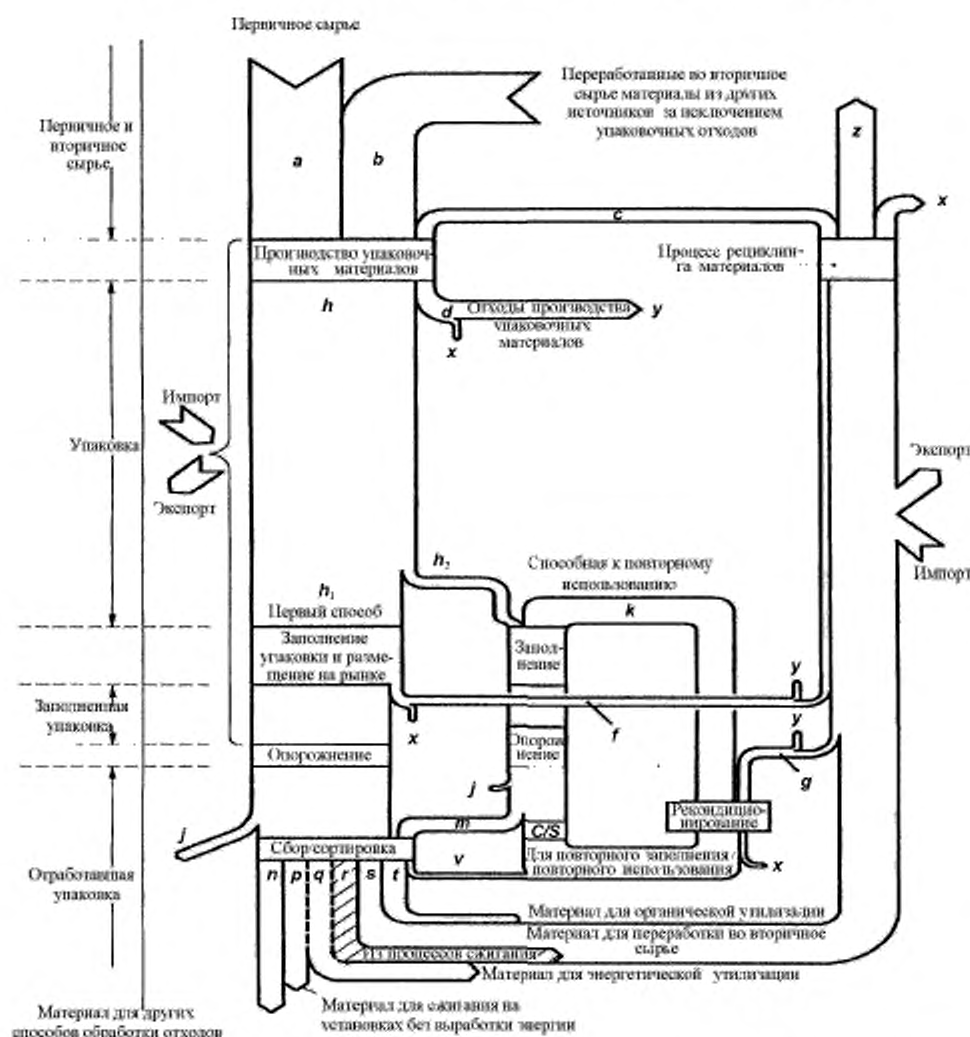 Первичное сырье
Переработанные во вторичное
сырье материалы из других
источников за исключением
упаковочных отходов
Первичное и
вторичное
сырье
a
b
z
x
c
Производство упаковоч-
ных материалов
Процесс рециклин-
га материалов
h
d
Отходы производства
упаковочных
материалов
y
x
Импорт
Упаковка
Экспорт
Экспорт
Импорт
h₂
Способная к повторному
использованию
h₁
Первый способ
k
Заполнение
упаковки и разме-
щение на рынке
Запол-
нение
y
Заполненная
упаковка
x
f
y
Опорожнение
Опорож
нение
g
j
Рекондицио-
нирование
j
m
C/S
Сбор/сортировка
v
Для повторного заполнения/
повторного использования
x
Отработавшая
упаковка
n
p
q
r
s
t
Материал для органической утилизации
Материал для переработки во вторичное
сырье
Из процессов сжигания
Материал для энергетической утилизации
Материал для сжигания на
установках без выработки энергии
Материал для других
способов обработки отходов